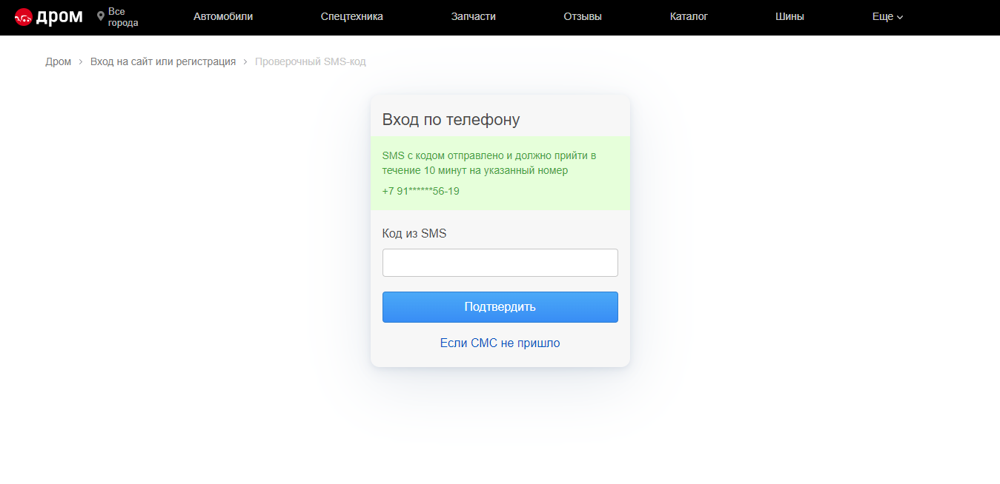 дром
Все
города
Автомобили
Спецтехника
Запчасти
Отзывы
Каталог
Шины
Еще
Дром > Вход на сайт или регистрация > Проверочный SMS-код
Вход по телефону
SMS с кодом отправлено и должно прийти в
течение 10 минут на указанный номер
+7 91******56-19
Код из SMS
Подтвердить
Если СМС не пришло